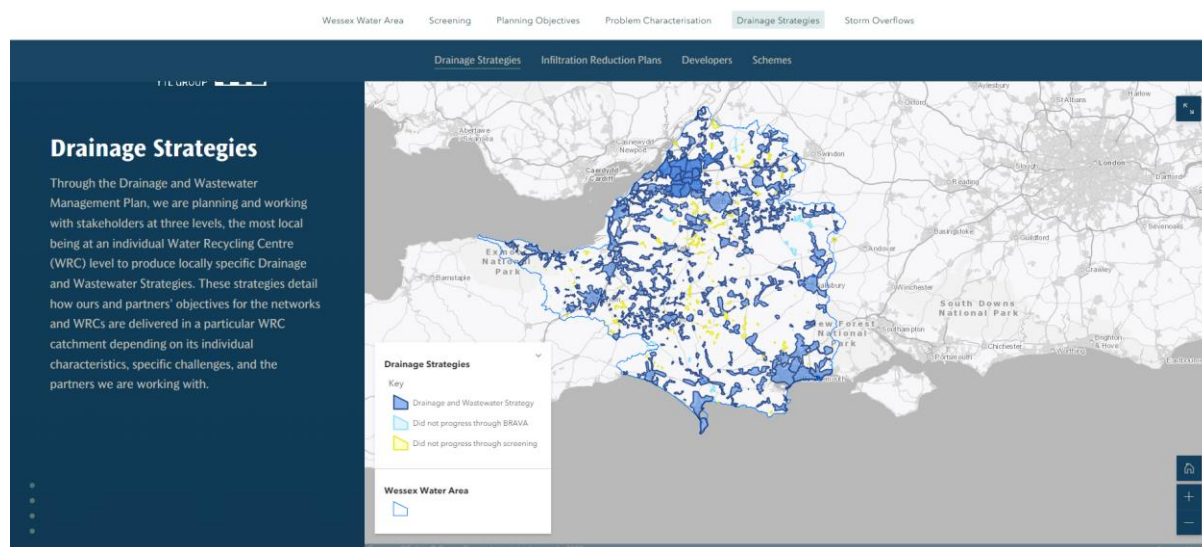 Wessex Water Area Screening Planning Objectives Problem Characterisation Drainage Strategies Storm Overflows
Drainage Strategies Infiltration Reduction Plans Developers Schemes
YTL GROUP
Drainage Strategies
Through the Drainage and Wastewater
Management Plan, we are planning and working
with stakeholders at three levels, the most local
being at an individual Water Recycling Centre
(WRC) level to produce locally specific Drainage
and Wastewater Strategies. These strategies detail
how ours and partners' objectives for the networks
and WRCs are delivered in a particular WRC
catchment depending on its individual
characteristics, specific challenges, and the
partners we are working with.
Aylesbury
Harlow
Oxford
St Albans
Abertawe
Swansea
Casnewydd
Newport
Swindon
Caerdydd
Cardiff
Slough
London
Reading
Dartford
Basingstoke
Guildford
Sevenoaks
Andover
Crawley
Barnstaple
National
Park
Winchester
South Downs
National Park
New Forest
National
Southampton
Chichester
Worthing
Brighton
& Hove
Portsmouth
Drainage Strategies
Key
Drainage and Wastewater Strategy
Did not progress through BRAVA
Did not progress through screening
Wessex Water Area